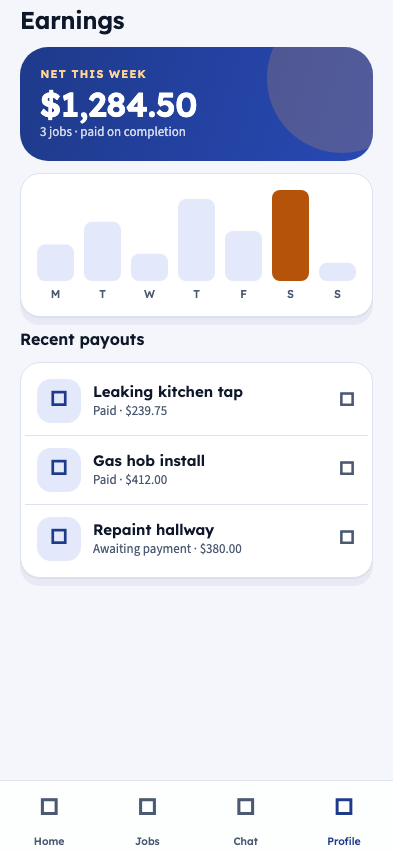 Earnings
NET THIS WEEK
$1,284.50
3 jobs · paid on completion
M T W T F S S
Recent payouts
Leaking kitchen tap
Paid · $239.75
Gas hob install
Paid · $412.00
Repaint hallway
Awaiting payment · $380.00
Home Jobs Chat Profile